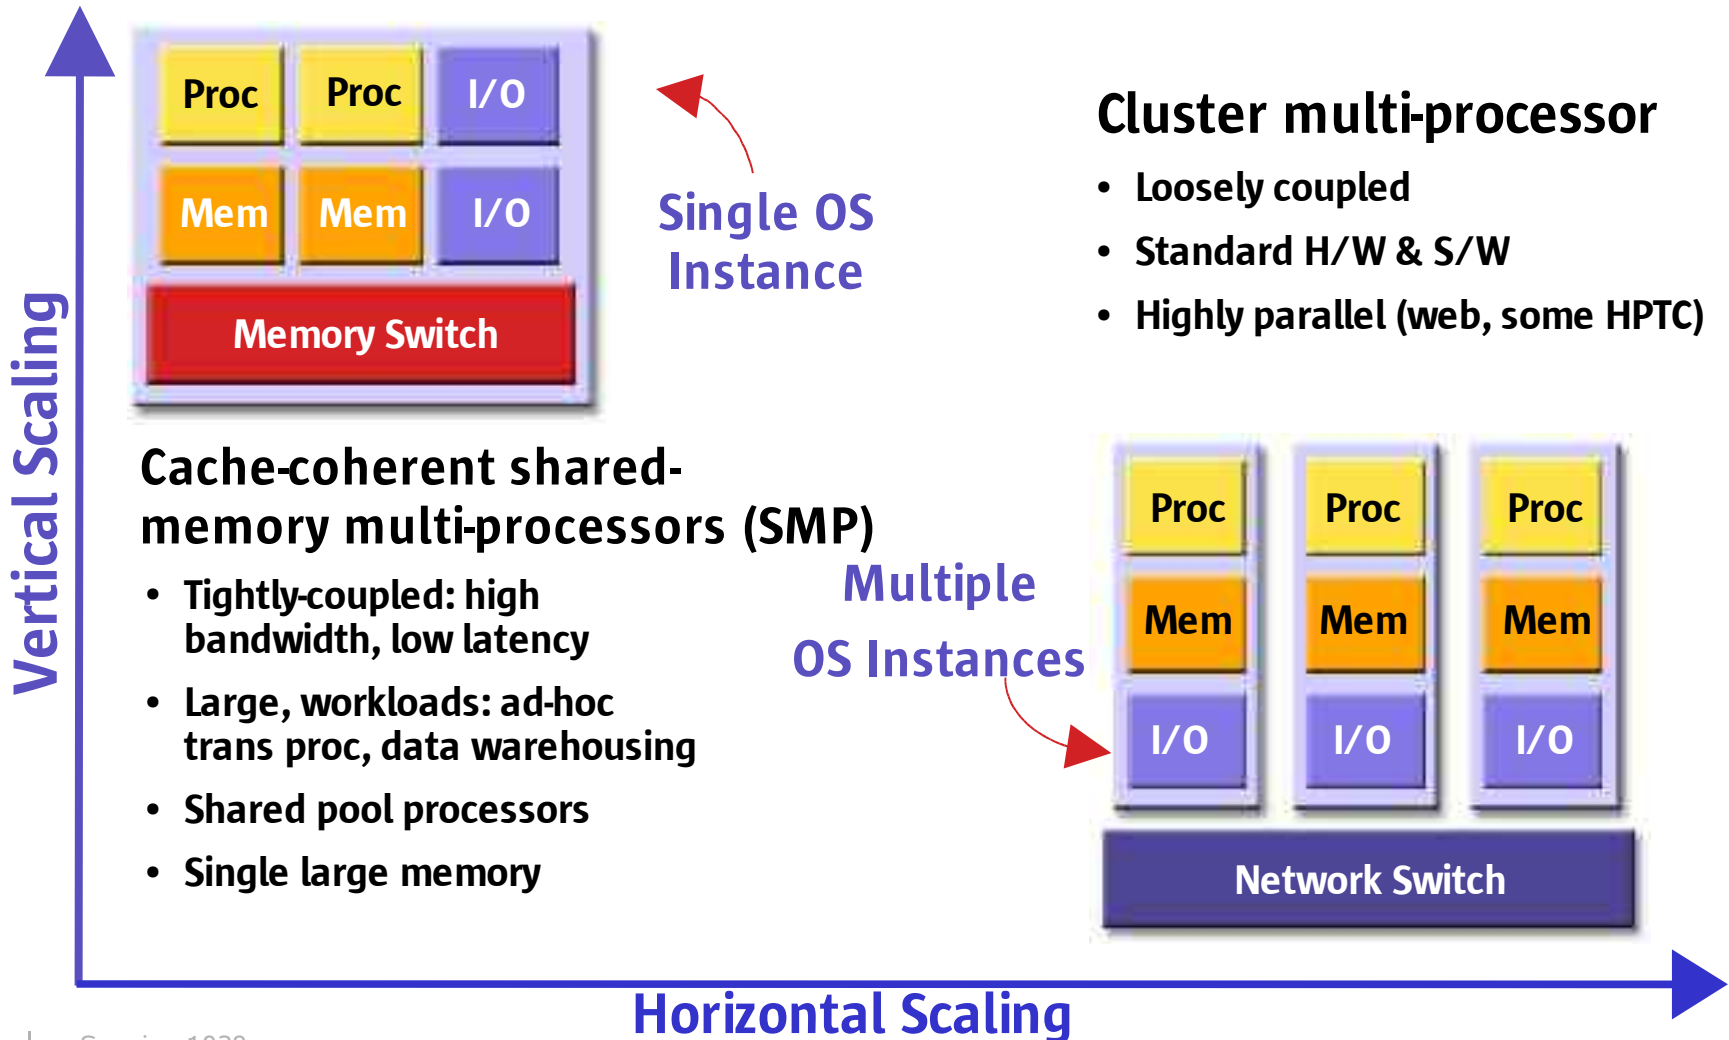 Proc Proc I/O
Mem Mem I/O
Memory Switch
Single OS
Instance
Cluster multi-processor
• Loosely coupled
• Standard H/W & S/W
• Highly parallel (web, some HPTC)
Vertical Scaling
Cache-coherent shared-
memory multi-processors (SMP)
• Tightly-coupled: high
bandwidth, low latency
• Large, workloads: ad-hoc
trans proc, data warehousing
• Shared pool processors
• Single large memory
Multiple
OS Instances
Proc Proc Proc
Mem Mem Mem
I/O I/O I/O
Network Switch
Horizontal Scaling